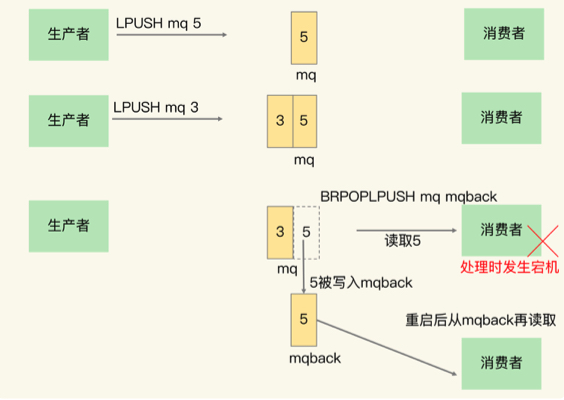 生产者
LPUSH mq 5
5
mq
消费者
生产者
LPUSH mq 3
3
5
mq
消费者
生产者
3
5
mq
BRPOPLPUSH mq mqback
读取5
消费者
处理时发生宕机
5被写入mqback
5
mqback
重启后从mqback再读取
消费者